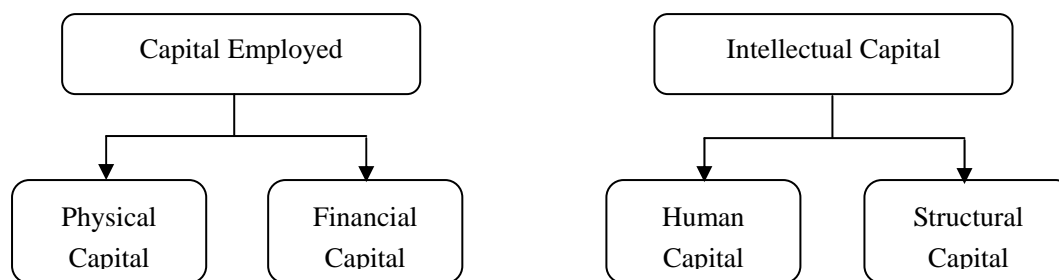 Capital Employed
Intellectual Capital
Physical
Capital
Financial
Capital
Human
Capital
Structural
Capital